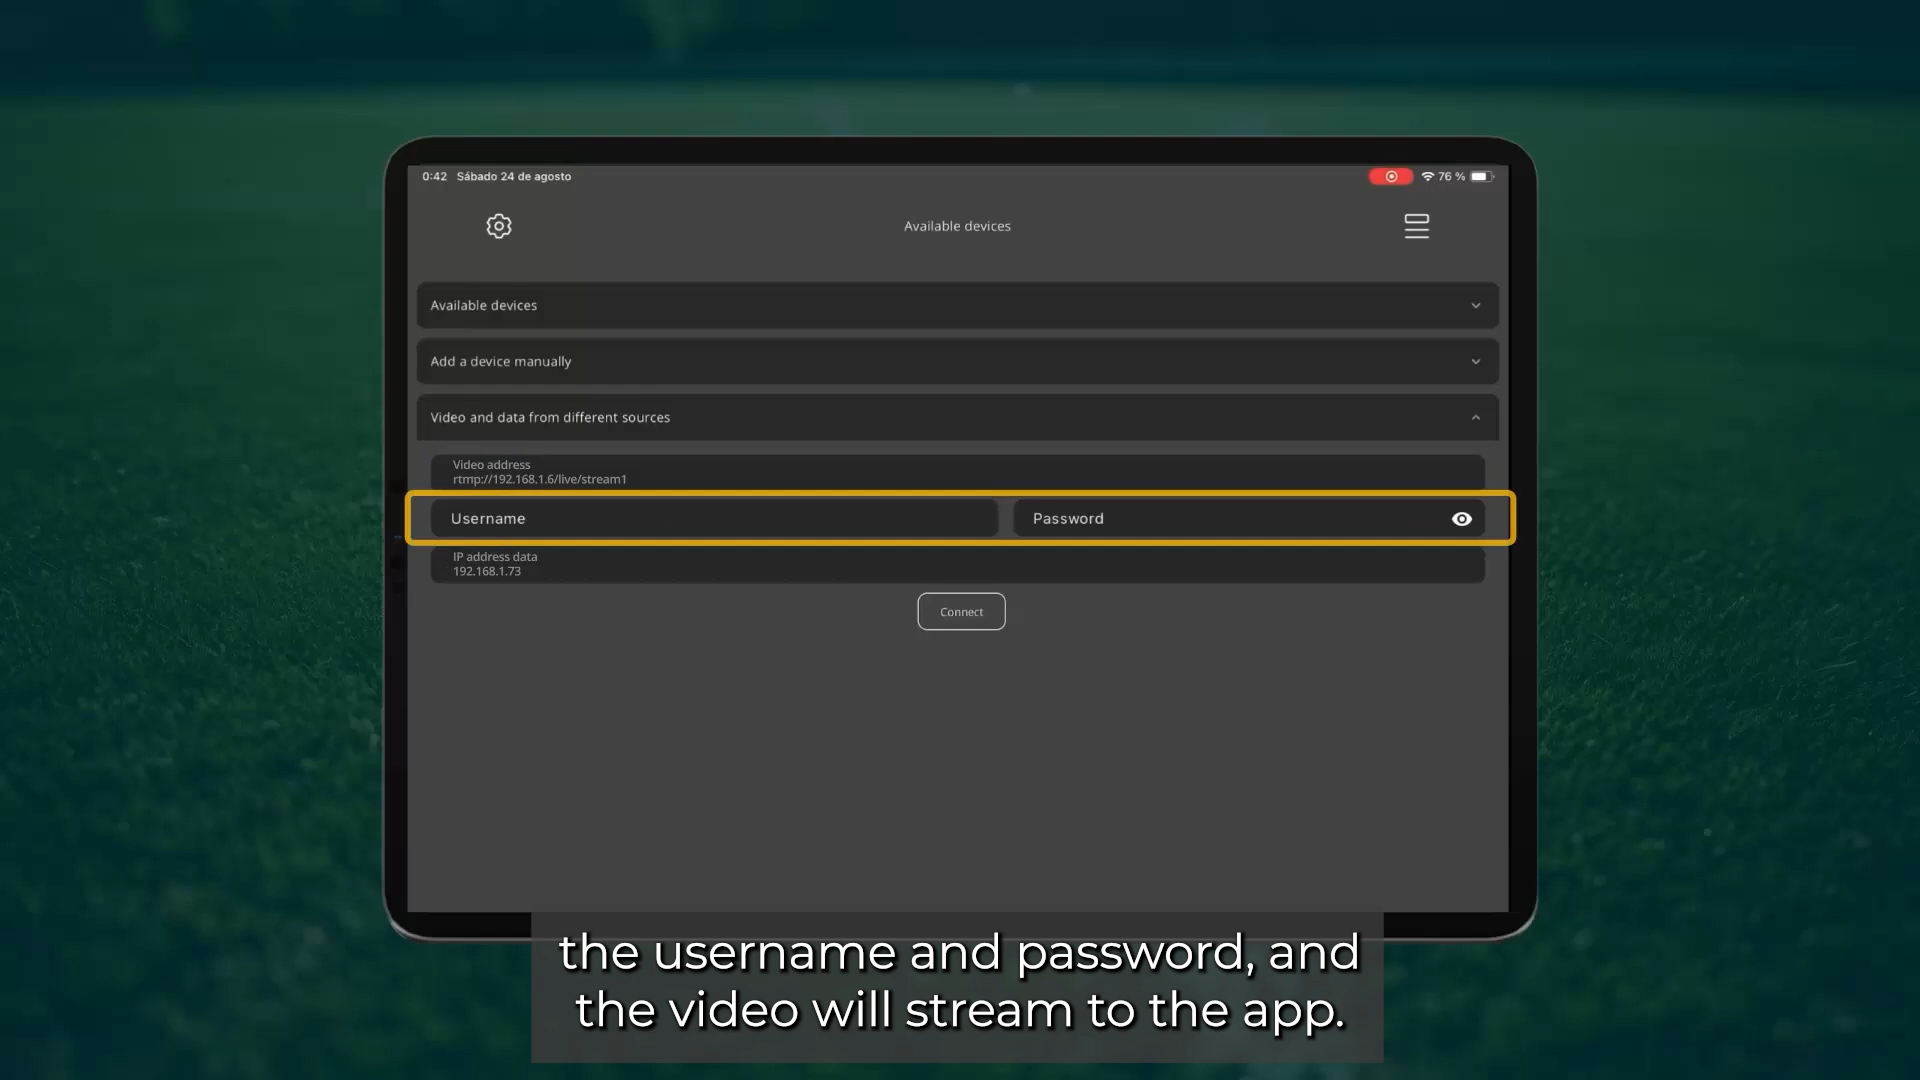 0:42 Sábado 24 de agosto
76 %
Available devices
Available devices
Add a device manually
Video and data from different sources
Video address
rtmp://192.168.1.6/live/stream1
Username
Password
IP address data
192.168.1.73
Connect
the username and password, and
the video will stream to the app.